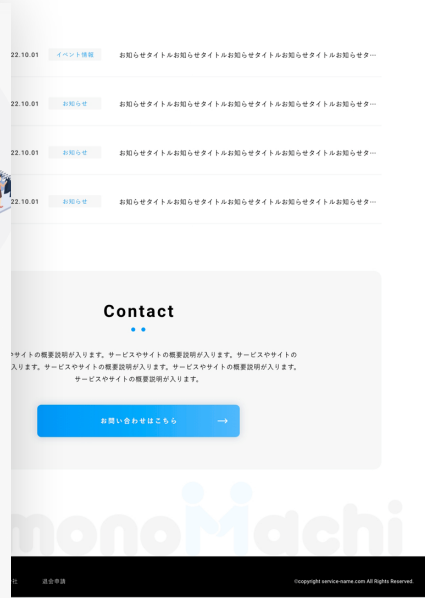 22.10.01 イベント情報 お知らせタイトルお知らせタイトルお知らせタイトルお知らせタイトルお知らせタ…
22.10.01 お知らせ お知らせタイトルお知らせタイトルお知らせタイトルお知らせタイトルお知らせタ…
22.10.01 お知らせ お知らせタイトルお知らせタイトルお知らせタイトルお知らせタイトルお知らせタ…
22.10.01 お知らせ お知らせタイトルお知らせタイトルお知らせタイトルお知らせタイトルお知らせタ…
Contact
サイトの概要説明が入ります。サービスやサイトの概要説明が入ります。サービスやサイトの
入ります。サービスやサイトの概要説明が入ります。サービスやサイトの概要説明が入ります。
サービスやサイトの概要説明が入ります。
お問い合わせはこちら →
monoMachi
社 退会申請 ©copyright service-name.com All Rights Reserved.